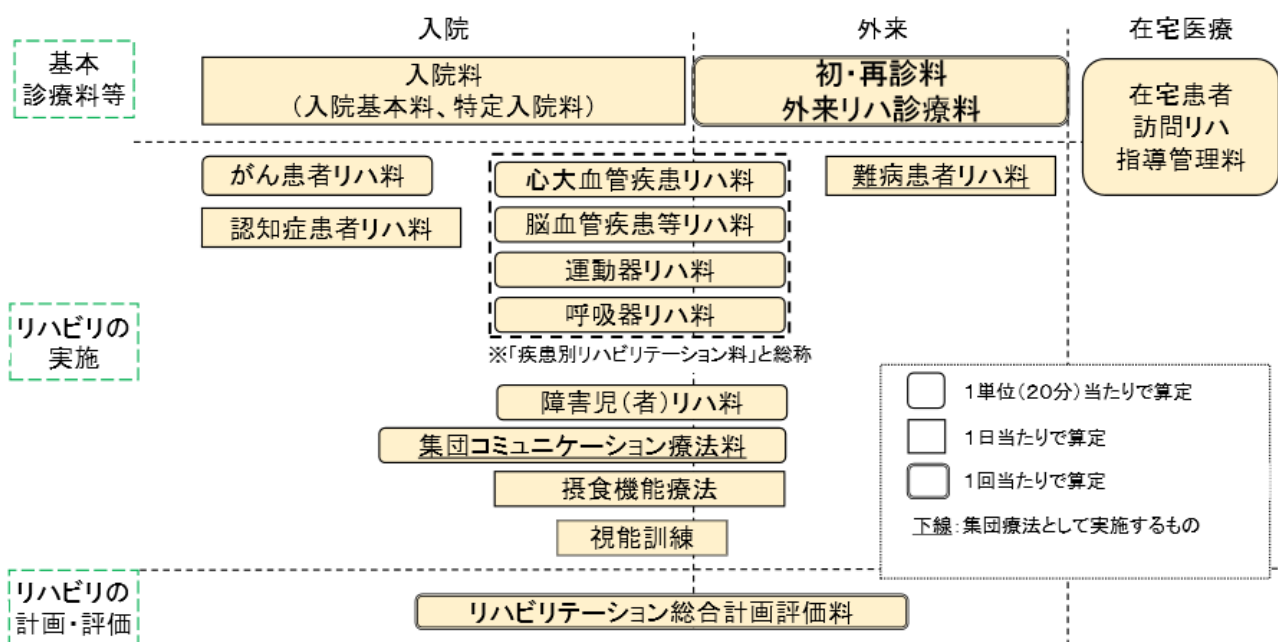 入院
外来
在宅医療
基本
診療料等
入院料
(入院基本料、特定入院料)
初・再診料
外来リハ診療料
在宅患者
訪問リハ
指導管理料
がん患者リハ料
認知症患者リハ料
心大血管疾患リハ料
脳血管疾患等リハ料
運動器リハ料
呼吸器リハ料
※「疾患別リハビリテーション料」と総称
難病患者リハ料
リハビリの
実施
障害児(者)リハ料
集団コミュニケーション療法料
摂食機能療法
視能訓練
1単位(20分)当たりで算定
1日当たりで算定
1回当たりで算定
下線:集団療法として実施するもの
リハビリの
計画・評価
リハビリテーション総合計画評価料